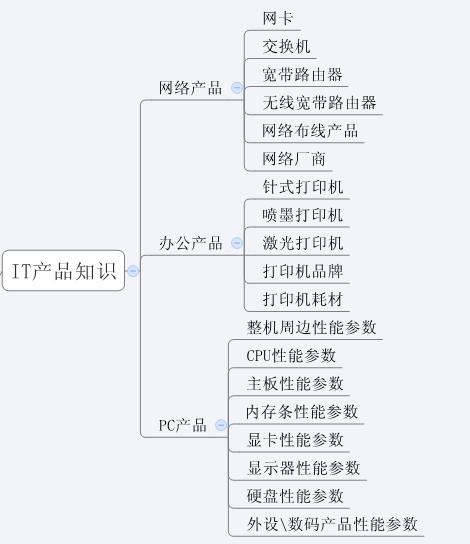 IT产品知识
网络产品
网卡
交换机
宽带路由器
无线宽带路由器
网络布线产品
网络厂商
办公产品
针式打印机
喷墨打印机
激光打印机
打印机品牌
打印机耗材
PC产品
整机周边性能参数
CPU性能参数
主板性能参数
内存条性能参数
显卡性能参数
显示器性能参数
硬盘性能参数
外设\数码产品性能参数